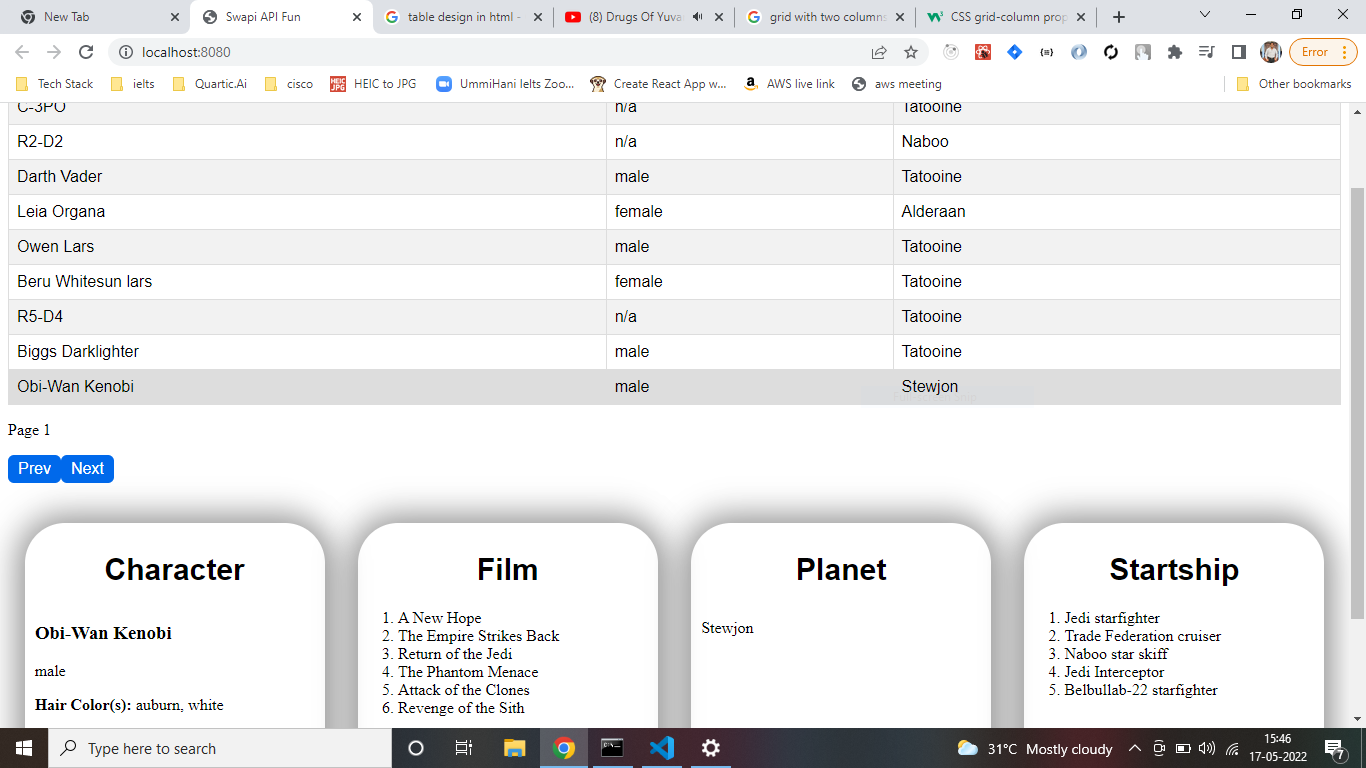 New Tab
Swapi API Fun
table design in html -
(8) Drugs Of Yuva
grid with two columns
CSS grid-column prop
localhost:8080
Error
Tech Stack
ielts
Quartic.Ai
cisco
HEIC to JPG
UmmiHani Ielts Zoo...
Create React App w...
AWS live link
aws meeting
Other bookmarks
C-3PO n/a Tatooine
R2-D2 n/a Naboo
Darth Vader male Tatooine
Leia Organa female Alderaan
Owen Lars male Tatooine
Beru Whitesun lars female Tatooine
R5-D4 n/a Tatooine
Biggs Darklighter male Tatooine
Obi-Wan Kenobi male Stewjon
Page 1
Prev Next
Character
Obi-Wan Kenobi
male
Hair Color(s): auburn, white
Film
1. A New Hope
2. The Empire Strikes Back
3. Return of the Jedi
4. The Phantom Menace
5. Attack of the Clones
6. Revenge of the Sith
Planet
Stewjon
Startship
1. Jedi starfighter
2. Trade Federation cruiser
3. Naboo star skiff
4. Jedi Interceptor
5. Belbullab-22 starfighter
Type here to search
31°C Mostly cloudy
15:46
17-05-2022
7